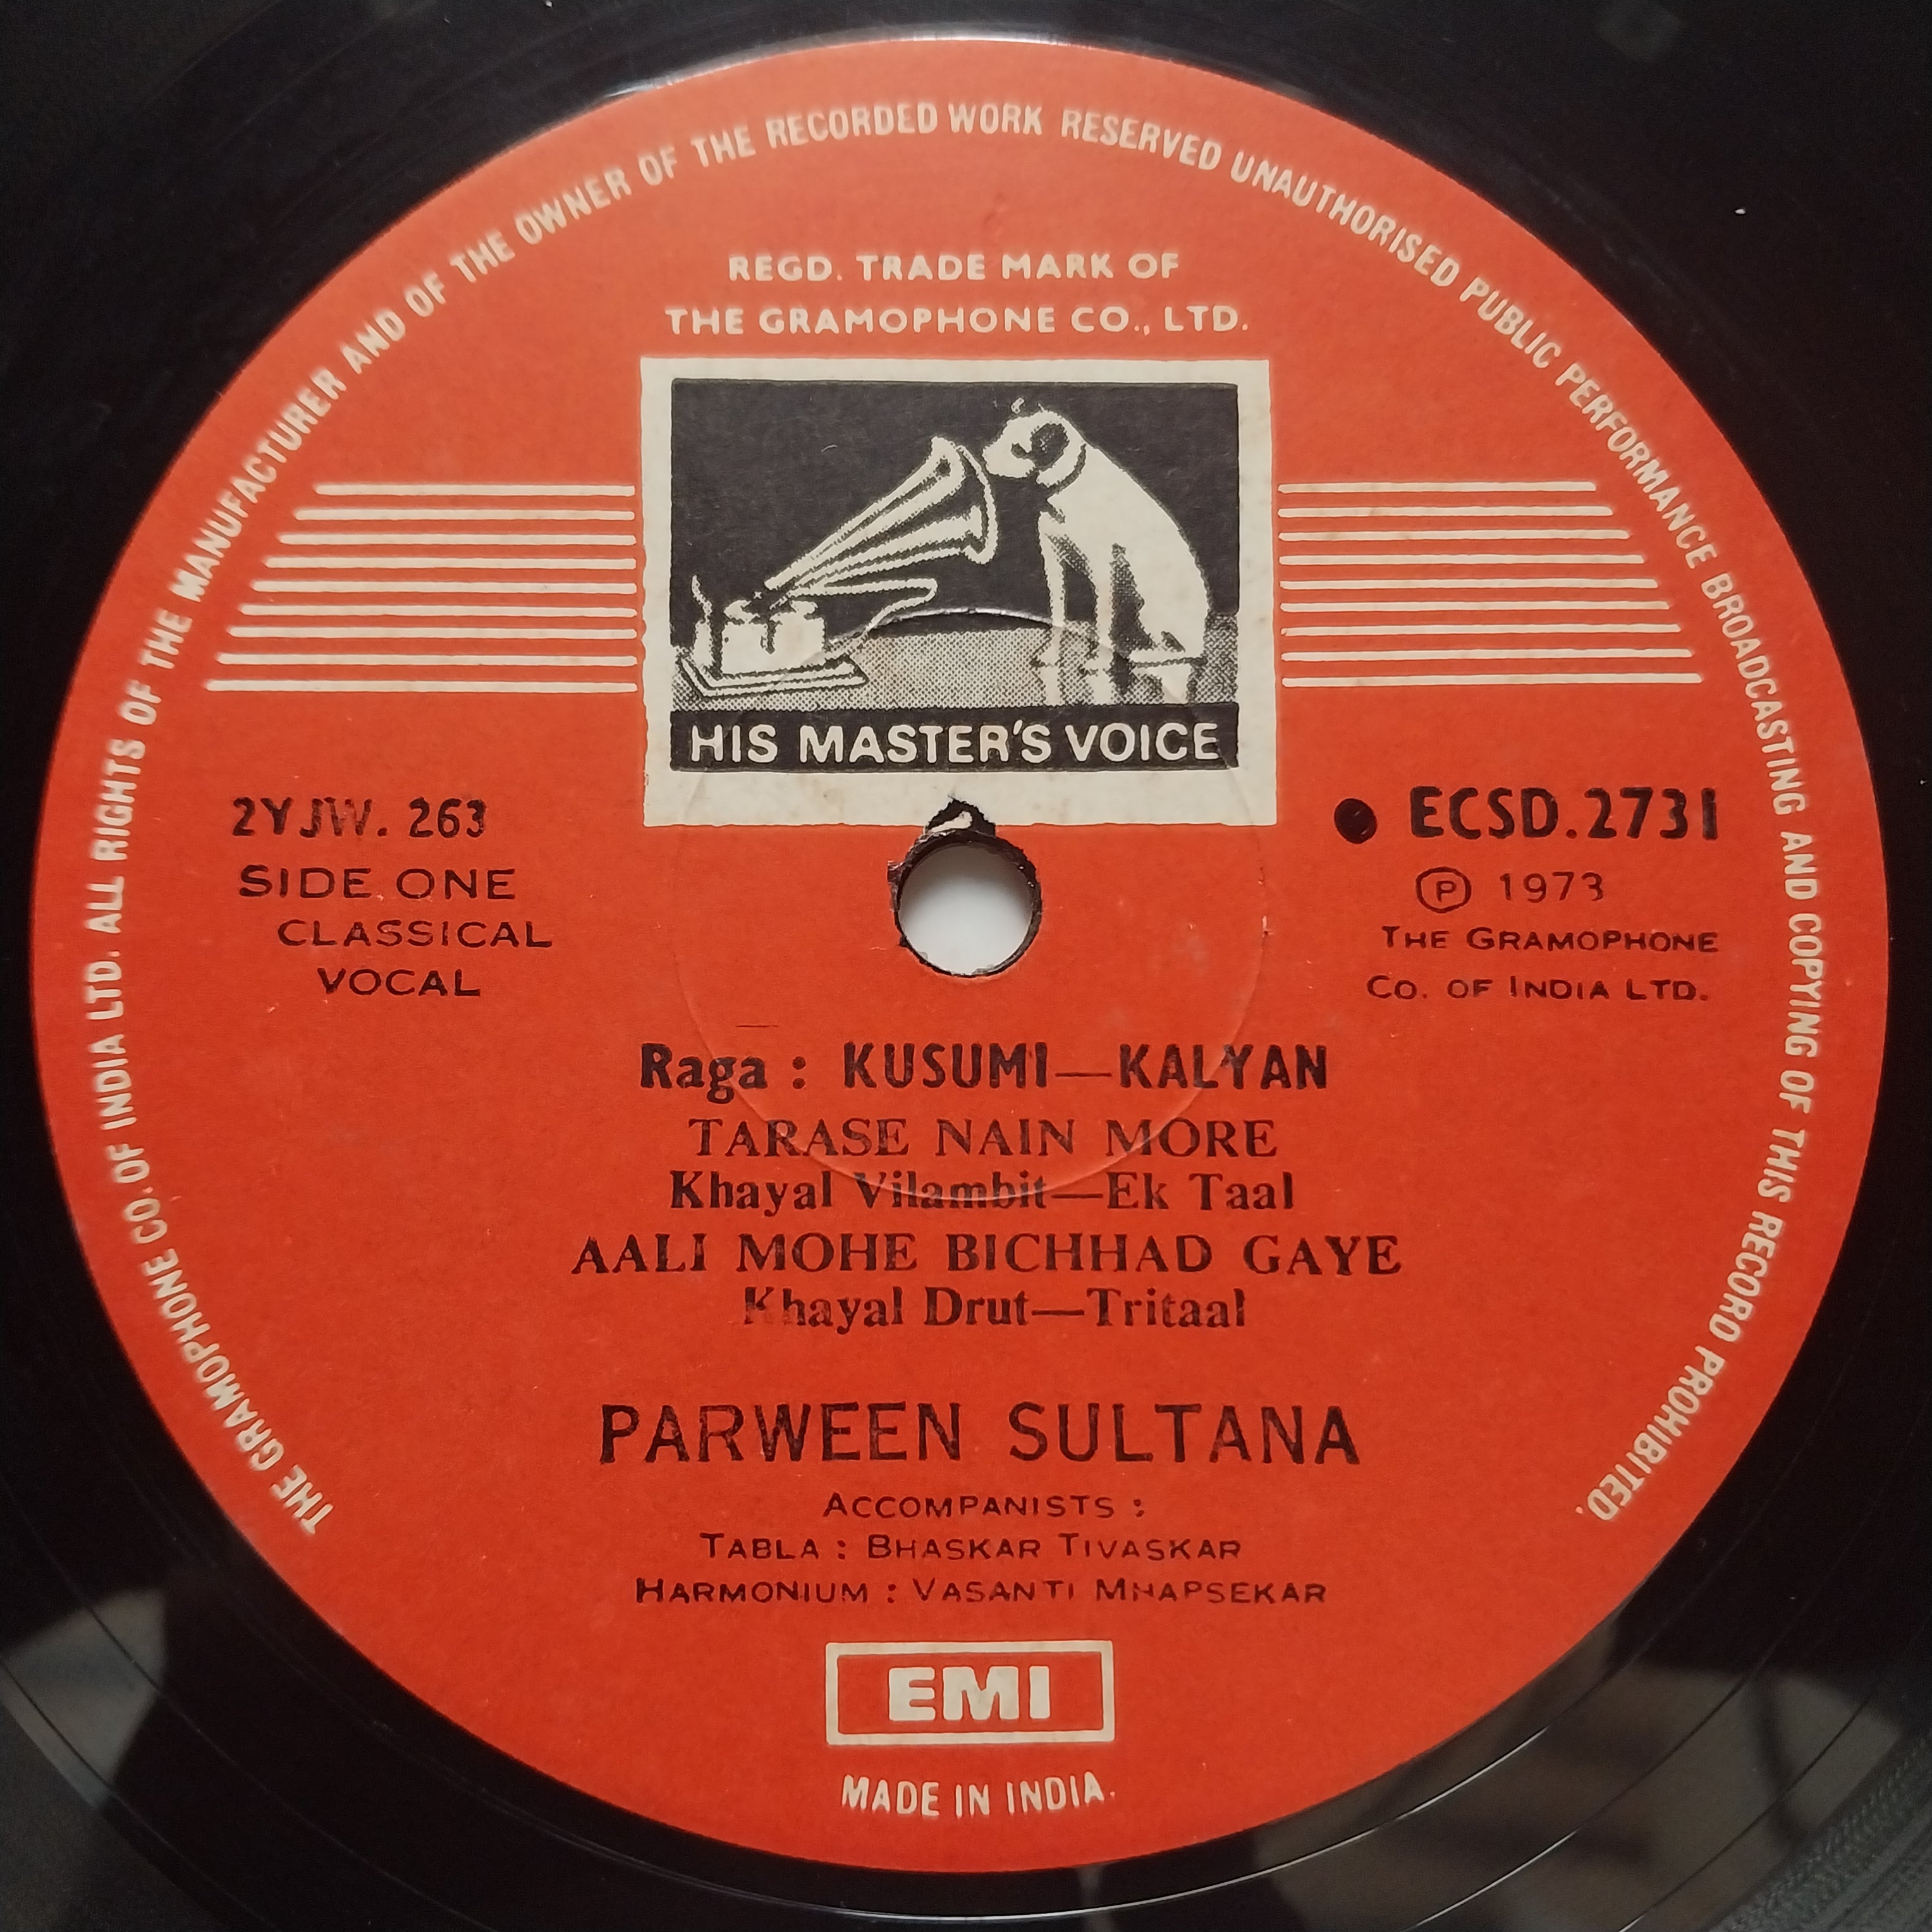 THE GRAMOPHONE CO. OF INDIA LTD. ALL RIGHTS OF THE MANUFACTURER AND OF THE OWNER OF THE RECORDED WORK RESERVED UNAUTHORISED PUBLIC PERFORMANCE BROADCASTING AND COPYING OF THIS RECORD PROHIBITED.
REGD. TRADE MARK OF
THE GRAMOPHONE CO., LTD.
HIS MASTER'S VOICE
2YJW. 263
SIDE ONE
CLASSICAL
VOCAL
● ECSD.2731
Ⓟ 1973
THE GRAMOPHONE
CO. OF INDIA LTD.
Raga : KUSUMI—KALYAN
TARASE NAIN MORE
Khayal Vilambit—Ek Taal
AALI MOHE BICHHAD GAYE
Khayal Drut—Tritaal
PARWEEN SULTANA
ACCOMPANISTS :
TABLA : BHASKAR TIVASKAR
HARMONIUM : VASANTI MHAPSEKAR
EMI
MADE IN INDIA.